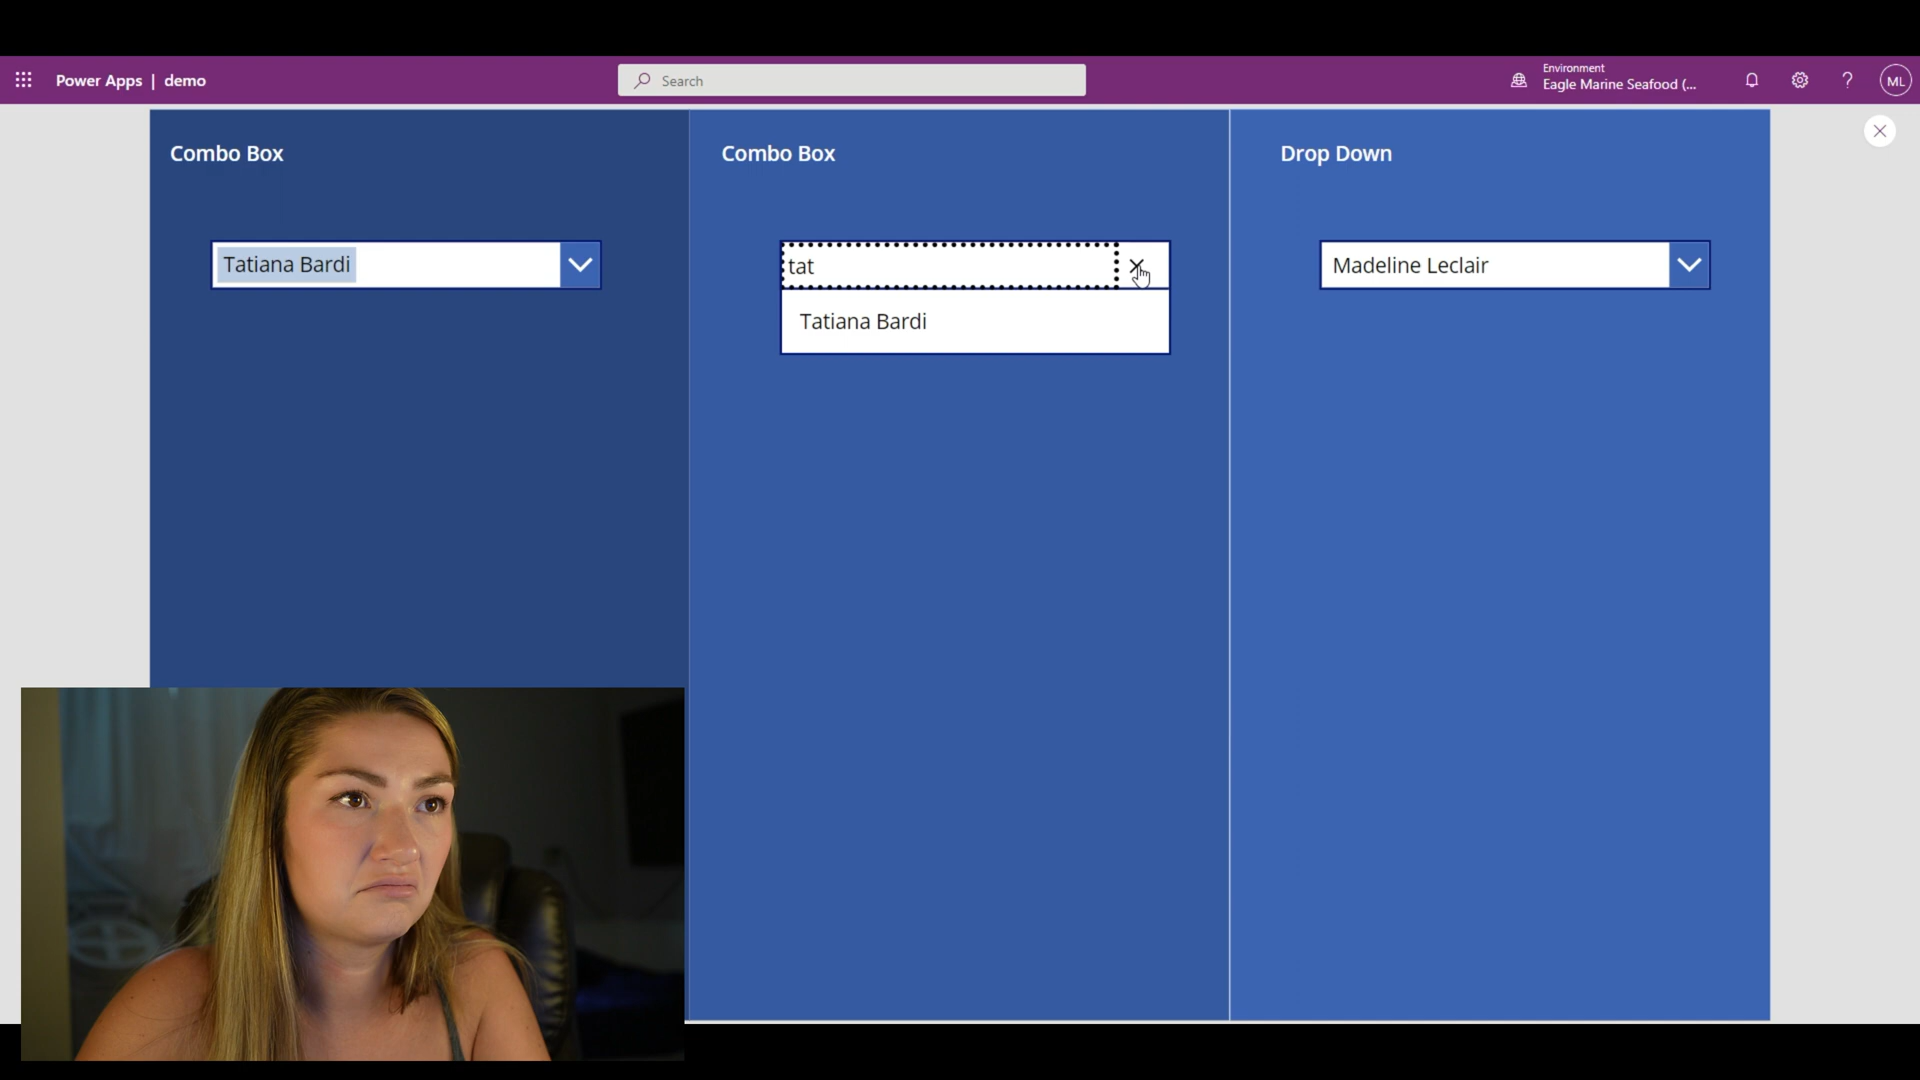 Power Apps | demo
Search
Environment
Eagle Marine Seafood (...
?
ML
Combo Box
Combo Box
Drop Down
Tatiana Bardi
tat
Madeline Leclair
Tatiana Bardi